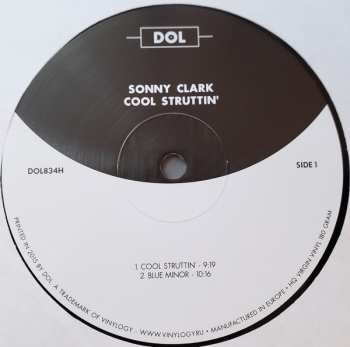 DOL
SONNY CLARK
COOL STRUTTIN'
DOL834H
SIDE 1
1. COOL STRUTTIN' - 9:19
2. BLUE MINOR - 10:16
PRINTED IN 2015 BY DOL, A TRADEMARK OF VINYLOGY - WWW.VINYLOGY.RU • MANUFACTURED IN EUROPE • HQ VIRGIN VINYL 180 GRAM